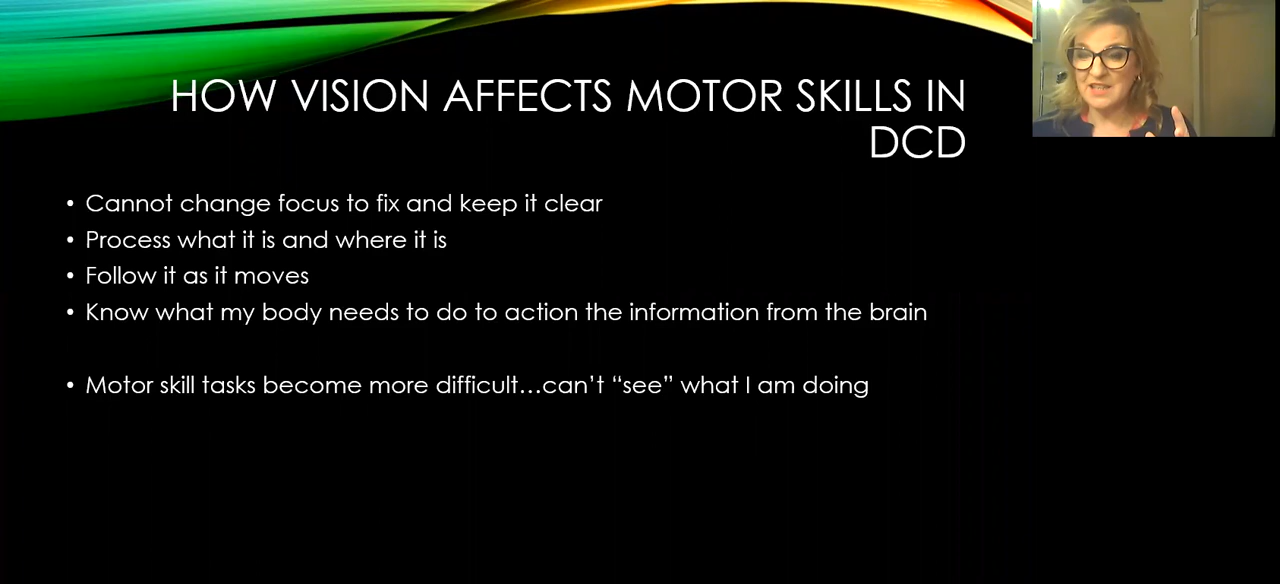 HOW VISION AFFECTS MOTOR SKILLS IN
DCD
• Cannot change focus to fix and keep it clear
• Process what it is and where it is
• Follow it as it moves
• Know what my body needs to do to action the information from the brain
• Motor skill tasks become more difficult…can’t “see” what I am doing